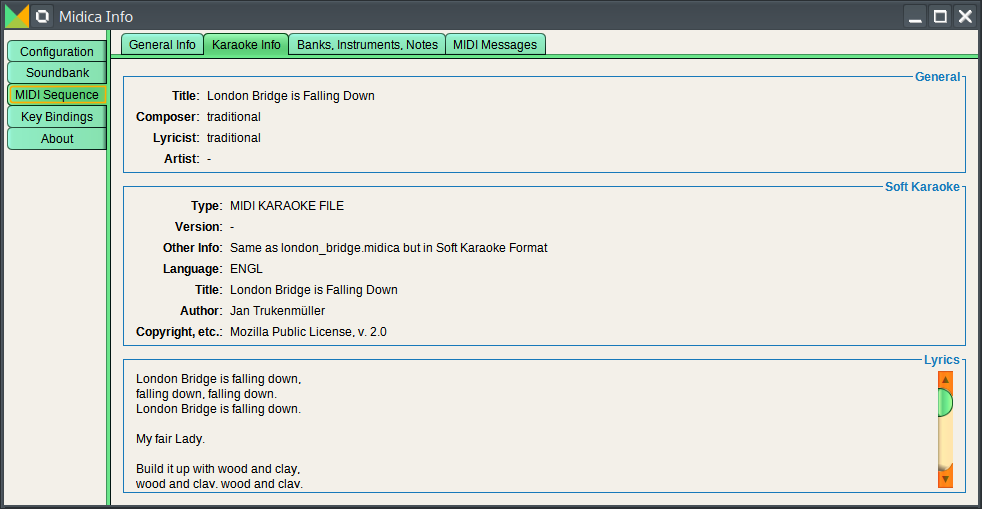 Midica Info
Configuration
Soundbank
MIDI Sequence
Key Bindings
About
General Info Karaoke Info Banks, Instruments, Notes MIDI Messages
General
Title: London Bridge is Falling Down
Composer: traditional
Lyricist: traditional
Artist: -
Soft Karaoke
Type: MIDI KARAOKE FILE
Version: -
Other Info: Same as london_bridge.midica but in Soft Karaoke Format
Language: ENGL
Title: London Bridge is Falling Down
Author: Jan Trukenmüller
Copyright, etc.: Mozilla Public License, v. 2.0
Lyrics
London Bridge is falling down,
falling down, falling down.
London Bridge is falling down.
My fair Lady.
Build it up with wood and clay,
wood and clay, wood and clay.